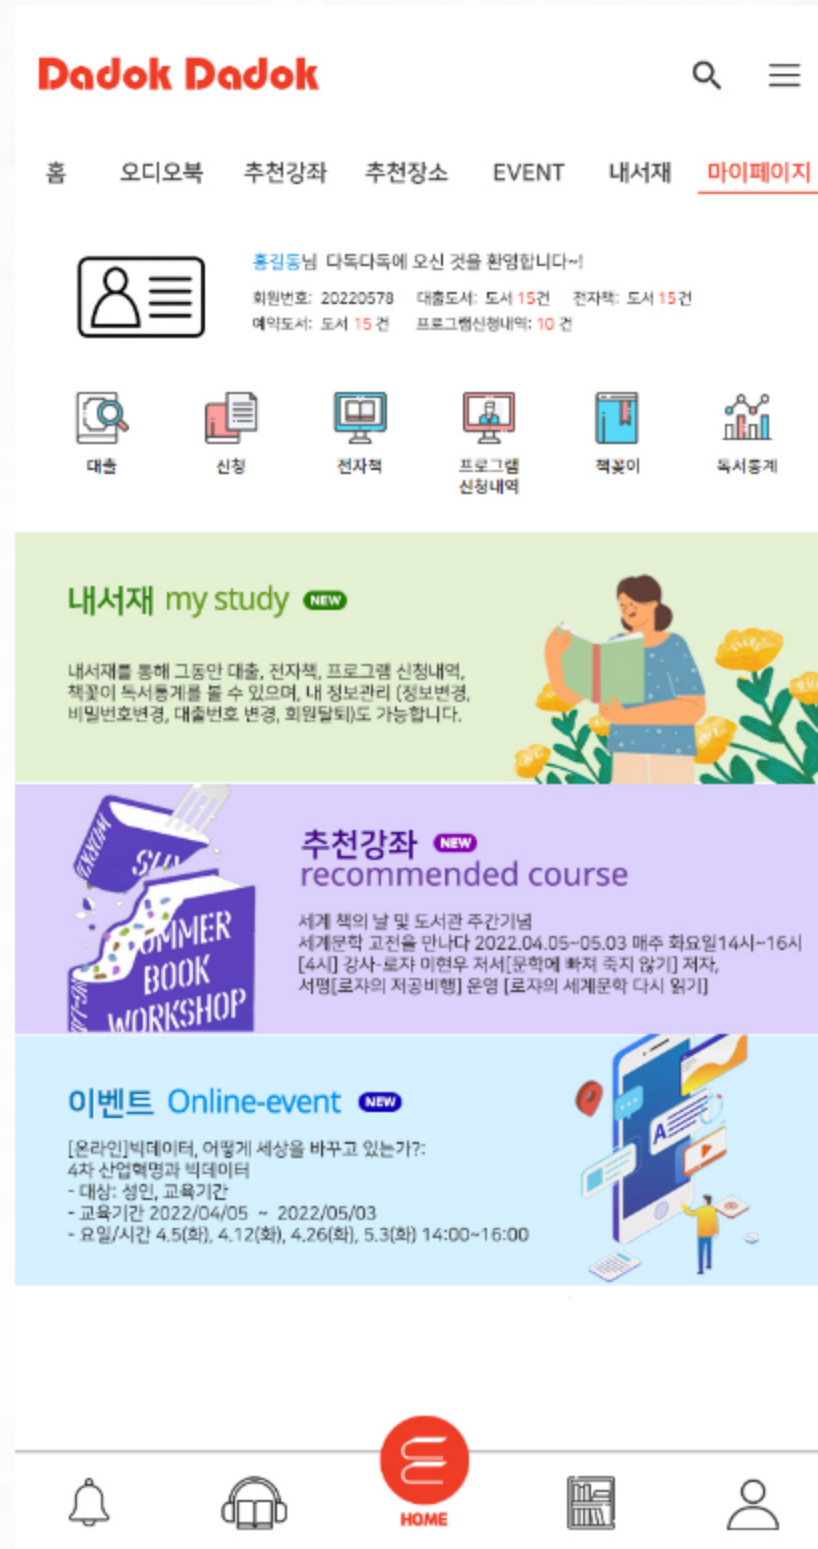 Dadok Dadok
홈 오디오북 추천강좌 추천장소 EVENT 내서재 마이페이지
홍길동님 다독다독에 오신 것을 환영합니다~!
회원번호: 20220578 대출도서: 도서 15건 전자책: 도서 15건
예약도서: 도서 15 건 프로그램신청내역: 10 건
대출 신청 전자책 프로그램 책꽂이 독서통계
신청내역
내서재 my study NEW
내서재를 통해 그동안 대출, 전자책, 프로그램 신청내역,
책꽂이 독서통계를 볼 수 있으며, 내 정보관리 (정보변경,
비밀번호변경, 대출번호 변경, 회원탈퇴)도 가능합니다.
SUMMER
BOOK
WORKSHOP
추천강좌 NEW
recommended course
세계 책의 날 및 도서관 주간기념
세계문학 고전을 만나다 2022.04.05~05.03 매주 화요일14시~16시
[4시] 강사-로쟈 이현우 저서[문학에 빠져 죽지 않기] 저자,
서평[로쟈의 저공비행] 운영 [로쟈의 세계문학 다시 읽기]
이벤트 Online-event NEW
[온라인]빅데이터, 어떻게 세상을 바꾸고 있는가?:
4차 산업혁명과 빅데이터
- 대상: 성인, 교육기간
- 교육기간 2022/04/05 ~ 2022/05/03
- 요일/시간 4.5(화), 4.12(화), 4.26(화), 5.3(화) 14:00~16:00
A
HOME